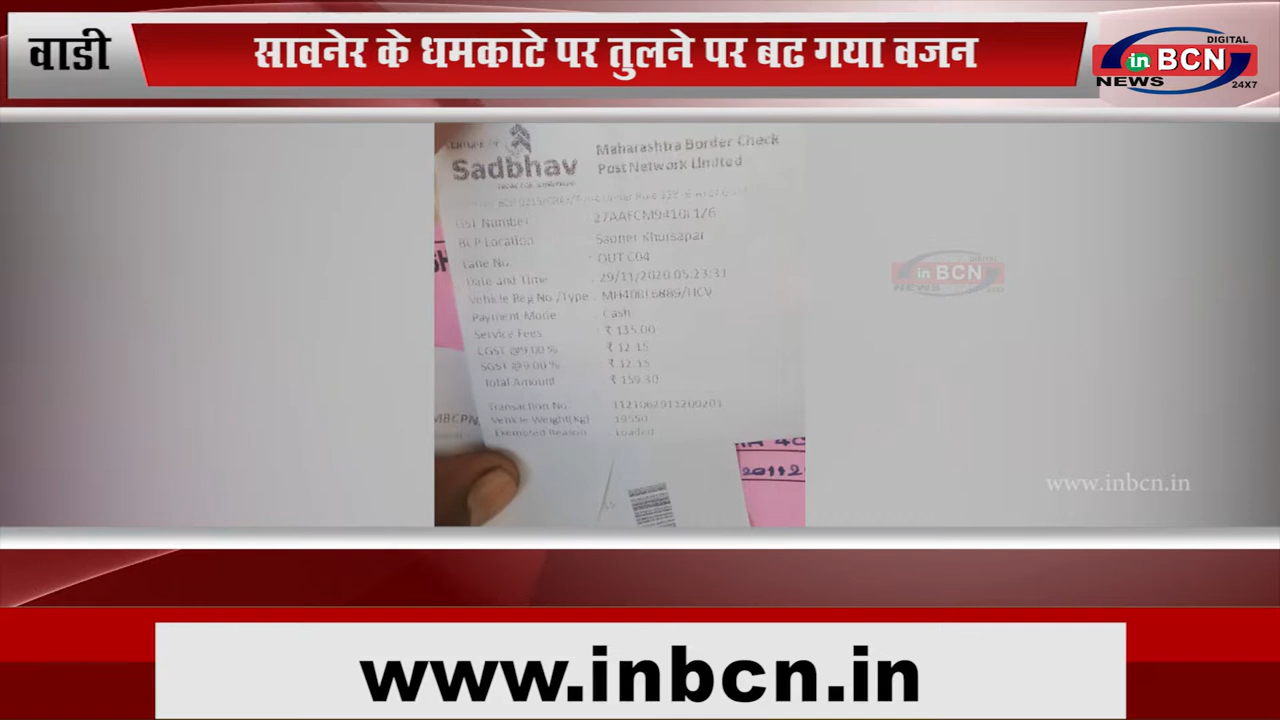 वाडी
सावनेर के धमकाटे पर तुलने पर बढ गया वजन
DIGITAL
in BCN
NEWS 24X7
Sadbhav
Maharashtra Border Check
Post Network Limited
GST Number
BCP Location : Saoner Khursapar
Lane No. : OUT C04
Date and Time : 29/11/2020 05:23:31
Vehicle Reg No./Type :
Payment Mode : Cash
Service Fees : ₹ 135.00
CGST @9.00 % ₹ 12.15
SGST @9.00 % ₹ 12.15
Total Amount ₹ 159.30
Transaction No.
Vehicle Weight(Kg) 19550
Exempted Reason : Loaded
DIGITAL
in BCN
NEWS
www.inbcn.in
www.inbcn.in